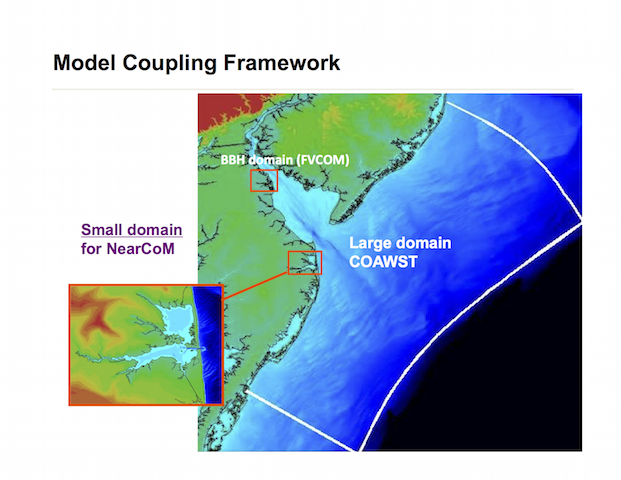 Model Coupling Framework
BBH domain (FVCOM)
Small domain
for NearCoM
Large domain
COAWST